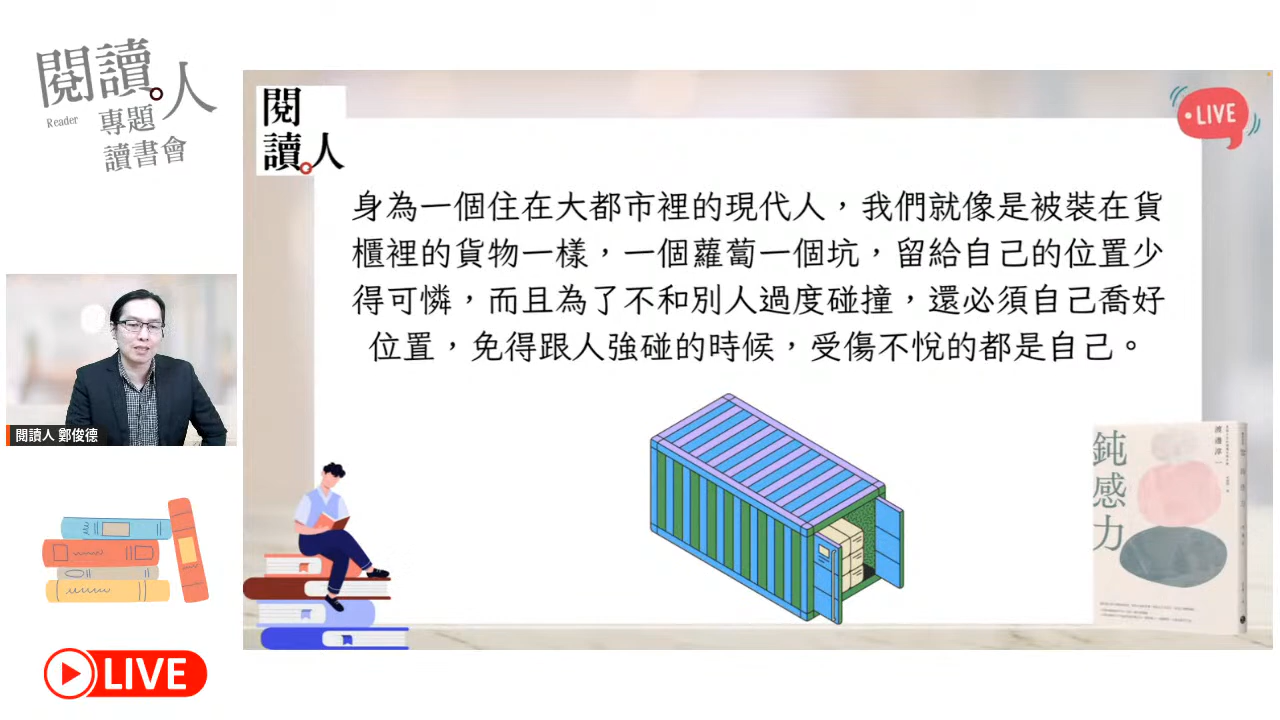 閱讀人
Reader
專題
讀書會
閱讀人 鄭俊德
LIVE
閱
讀人
LIVE
身為一個住在大都市裡的現代人，我們就像是被裝在貨
櫃裡的貨物一樣，一個蘿蔔一個坑，留給自己的位置少
得可憐，而且為了不和別人過度碰撞，還必須自己喬好
位置，免得跟人強碰的時候，受傷不悅的都是自己。
鈍感力
渡邊淳一